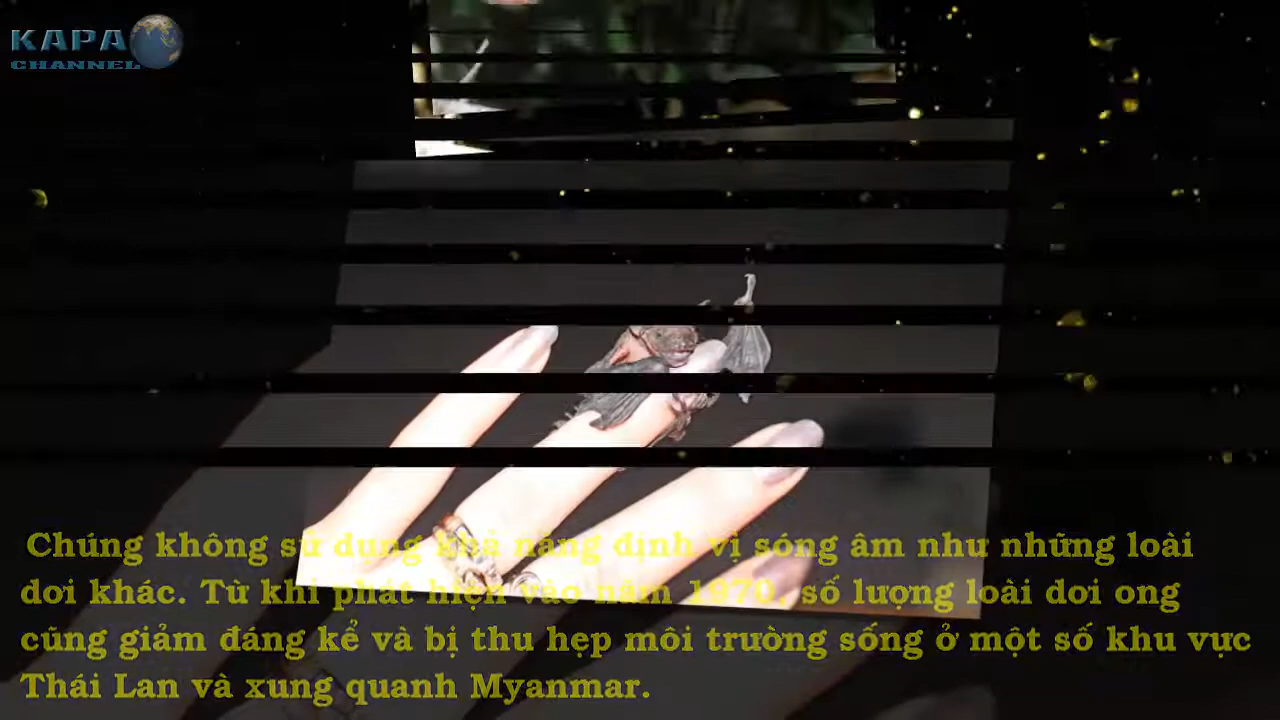 KAPA
CHANNEL
Chúng không sử dụng khả năng định vị sóng âm như những loài
dơi khác. Từ khi phát hiện vào năm 1970, số lượng loài dơi ong
cũng giảm đáng kể và bị thu hẹp môi trường sống ở một số khu vực
Thái Lan và xung quanh Myanmar.